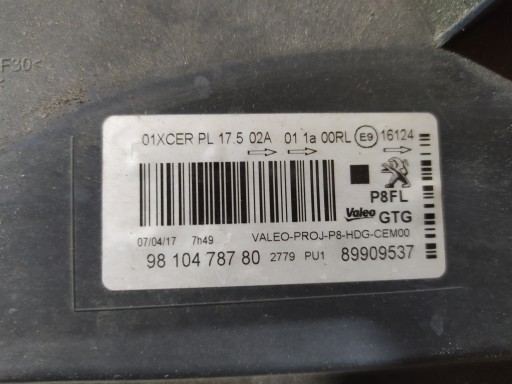 F30<
01XCER PL 17.5 02A 01 1a 00RL E9 16124
P8FL
Valeo GTG
07/04/17 7h49 VALEO-PROJ-P8-HDG-CEM00
98 104 787 80 2779 PU1 89909537